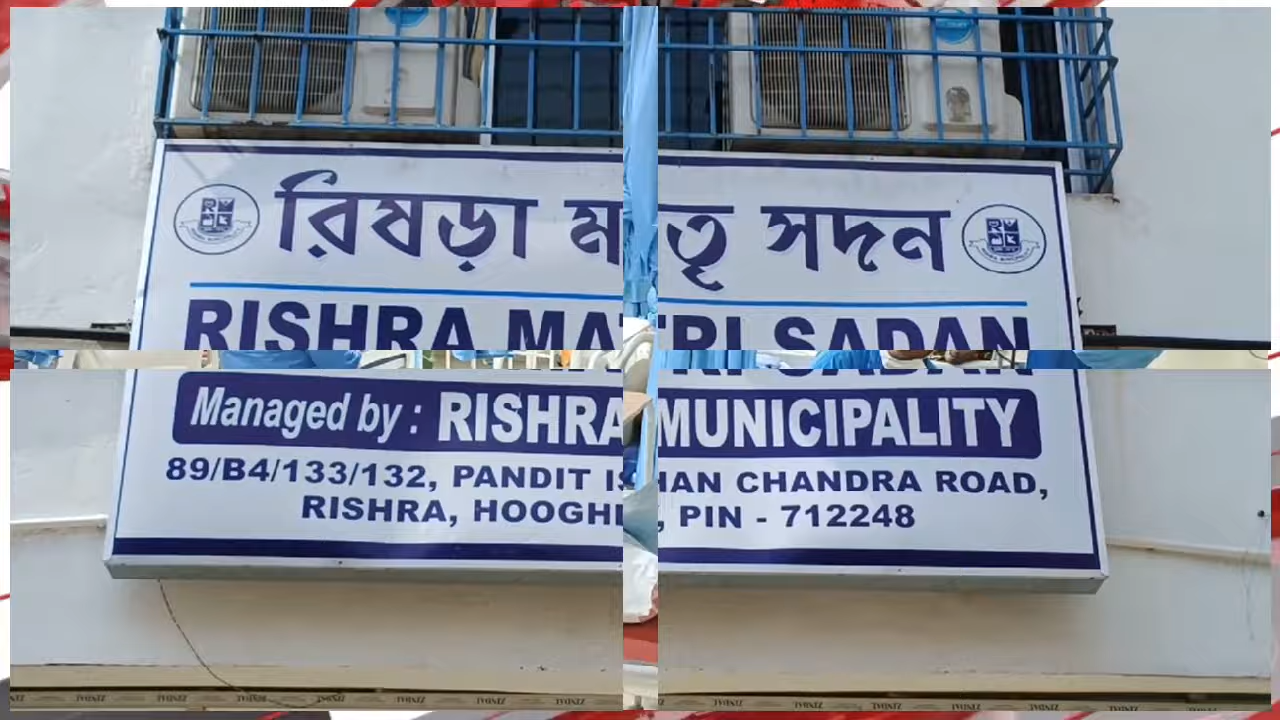 রিষড়া মাতৃ সদন
RISHRA MATRI SADAN
Managed by : RISHRA MUNICIPALITY
89/B4/133/132, PANDIT ISHAN CHANDRA ROAD,
RISHRA, HOOGHLY, PIN - 712248